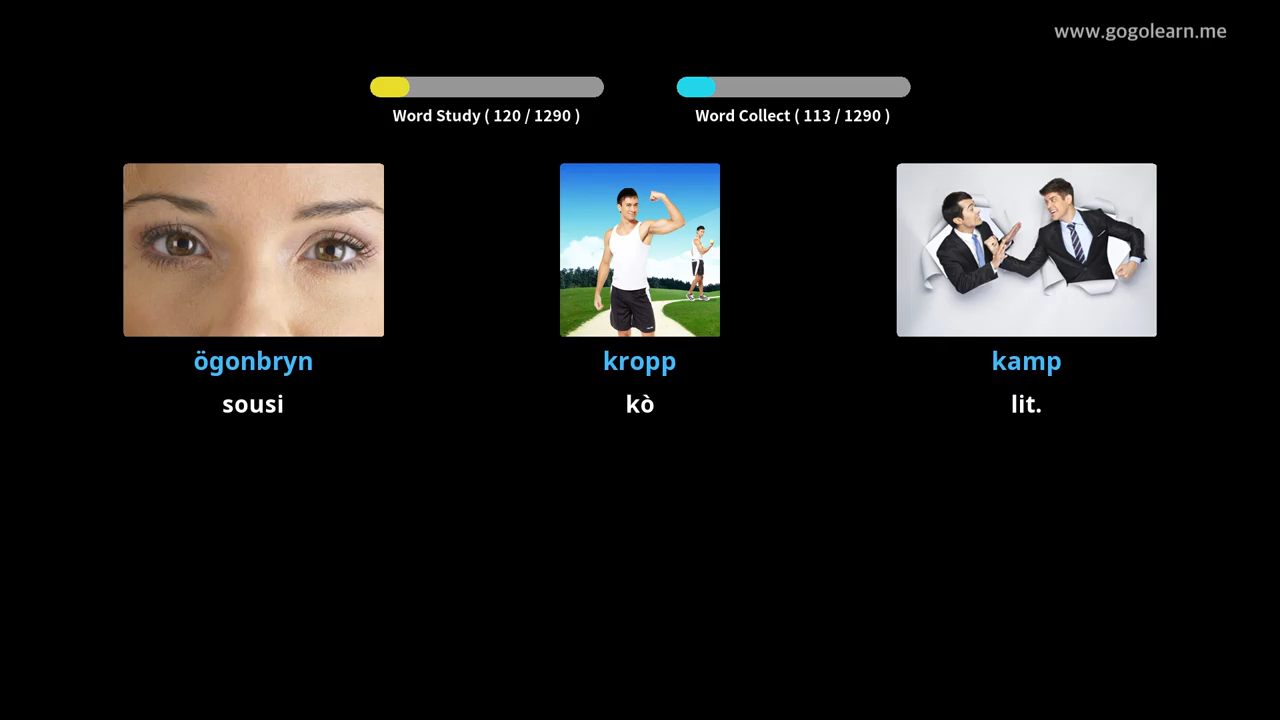 www.gogolearn.me
Word Study ( 120 / 1290 )
Word Collect ( 113 / 1290 )
ögonbryn
kropp
kamp
sousi
kò
lit.